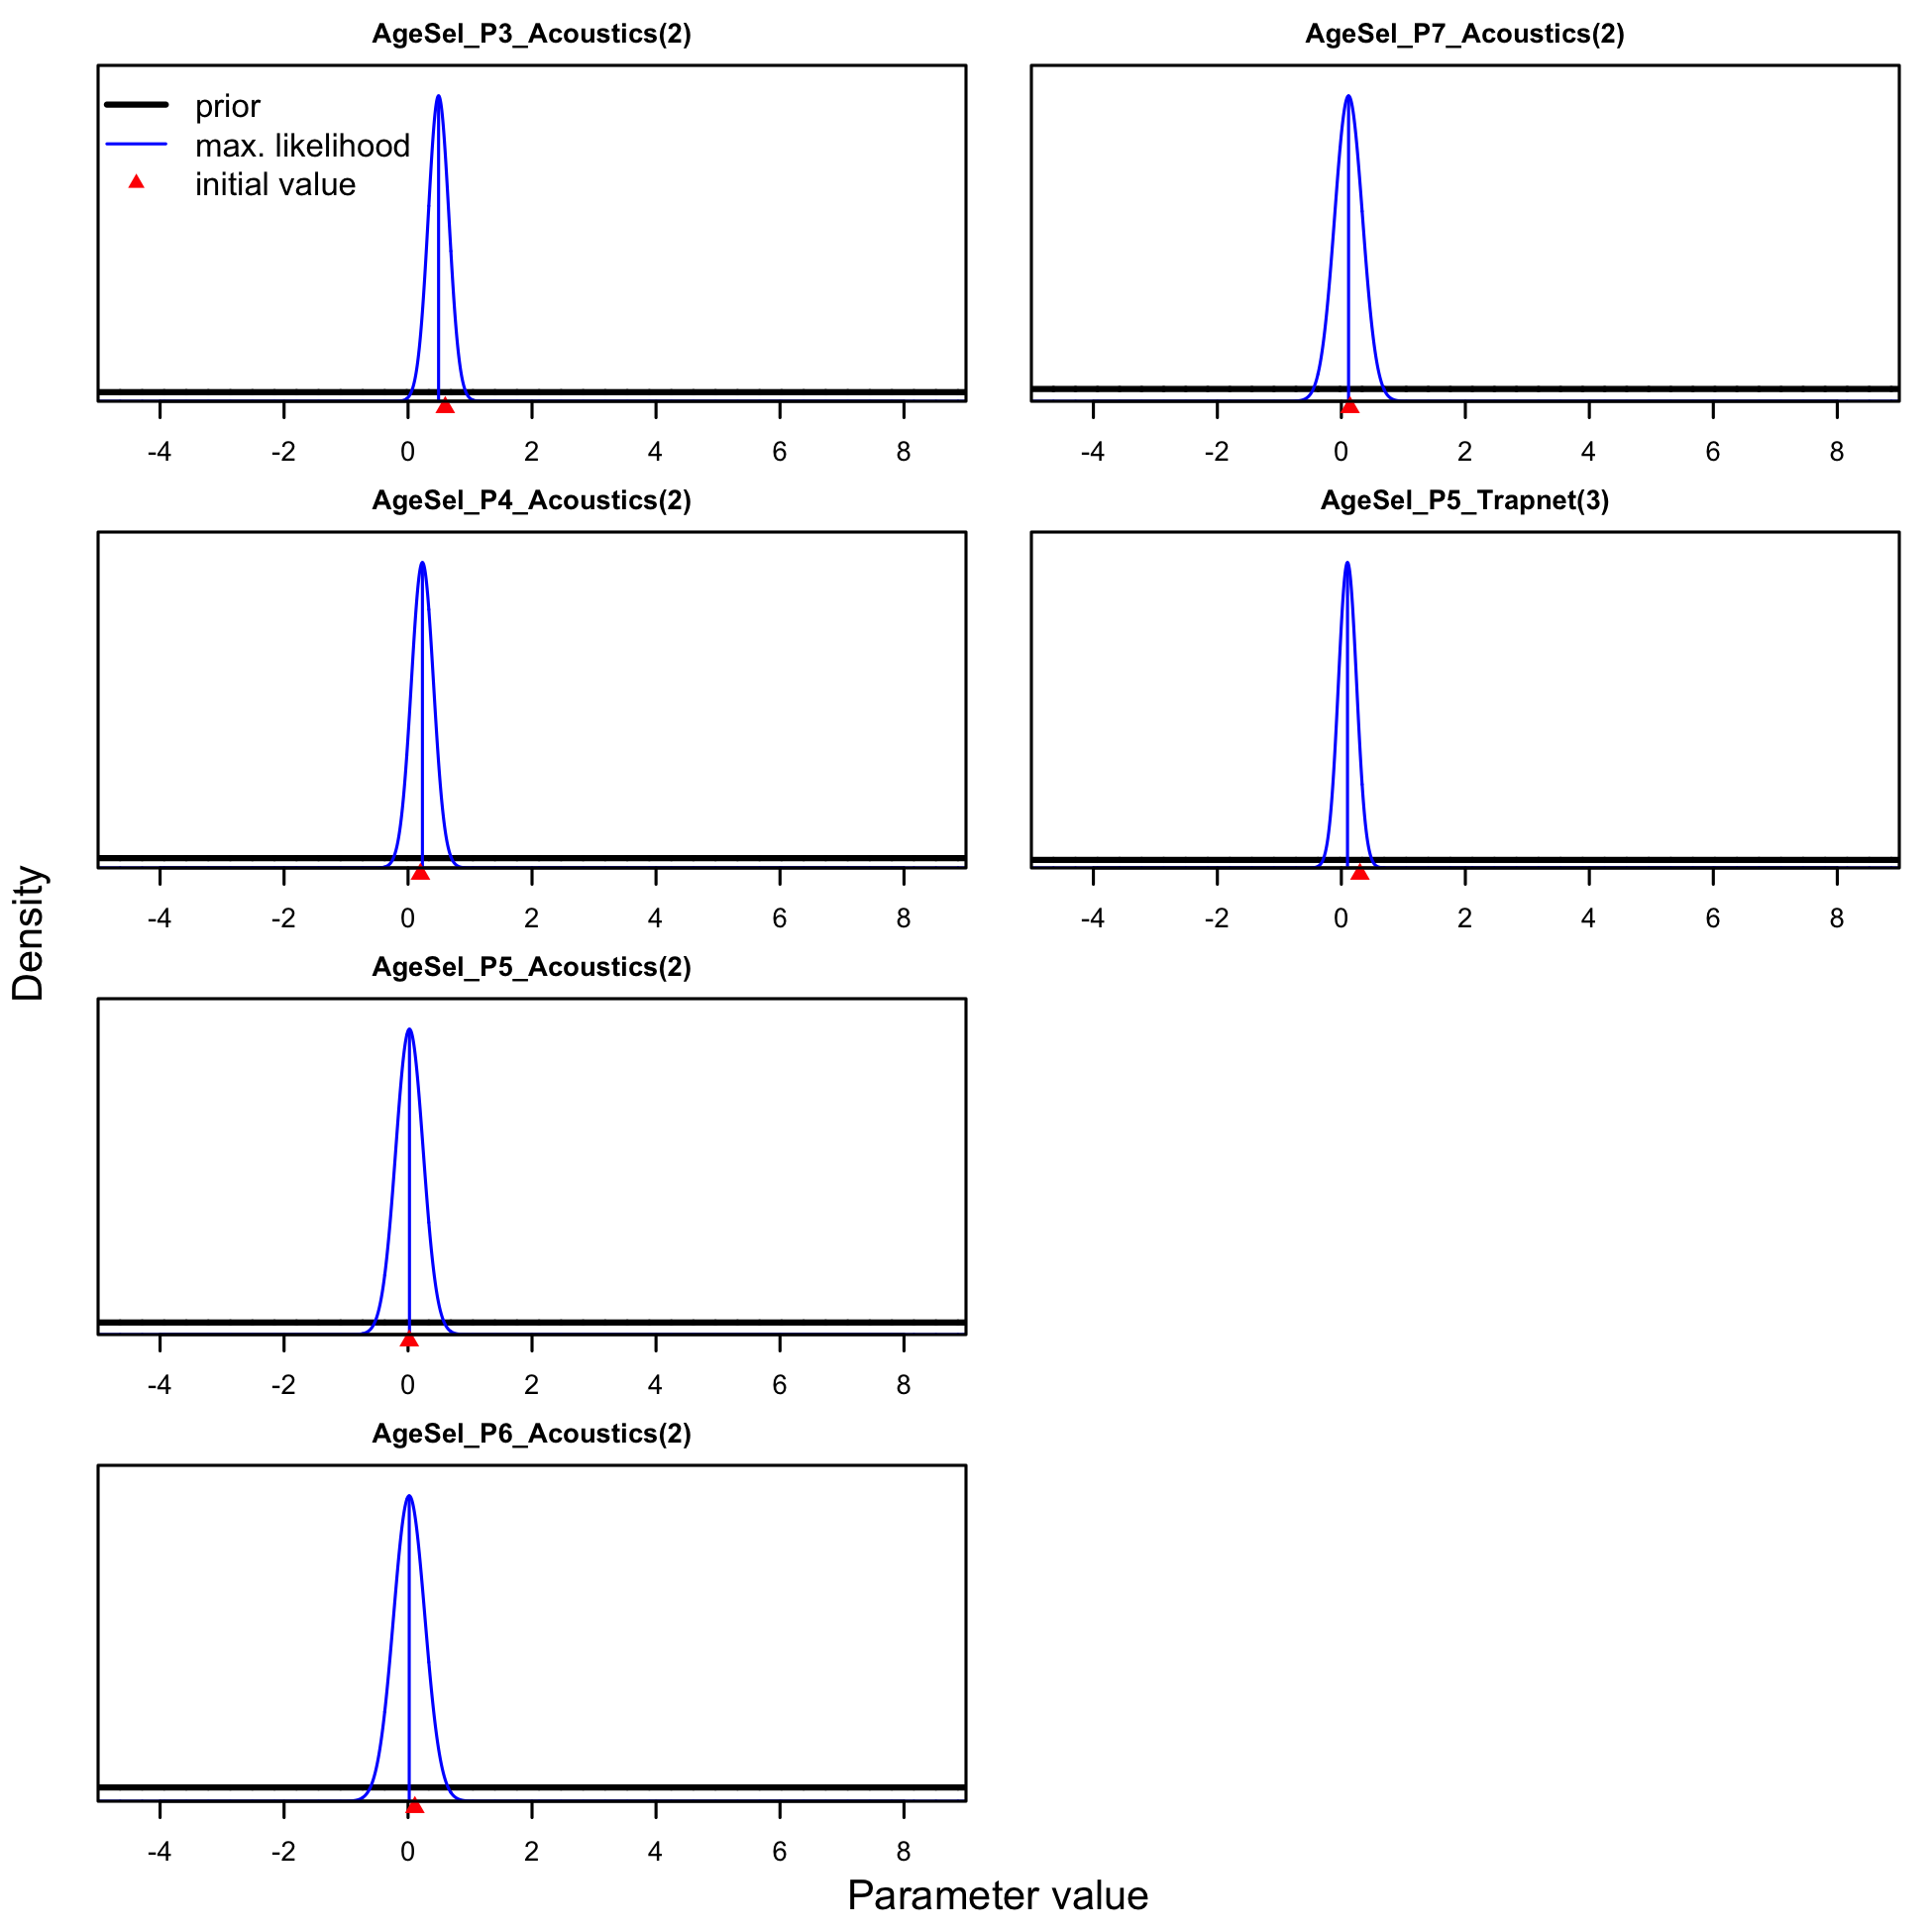 AgeSel_P3_Acoustics(2)
prior
max. likelihood
initial value
-4 -2 0 2 4 6 8
AgeSel_P4_Acoustics(2)
-4 -2 0 2 4 6 8
AgeSel_P5_Acoustics(2)
-4 -2 0 2 4 6 8
AgeSel_P6_Acoustics(2)
-4 -2 0 2 4 6 8
AgeSel_P7_Acoustics(2)
-4 -2 0 2 4 6 8
AgeSel_P5_Trapnet(3)
-4 -2 0 2 4 6 8
Density
Parameter value